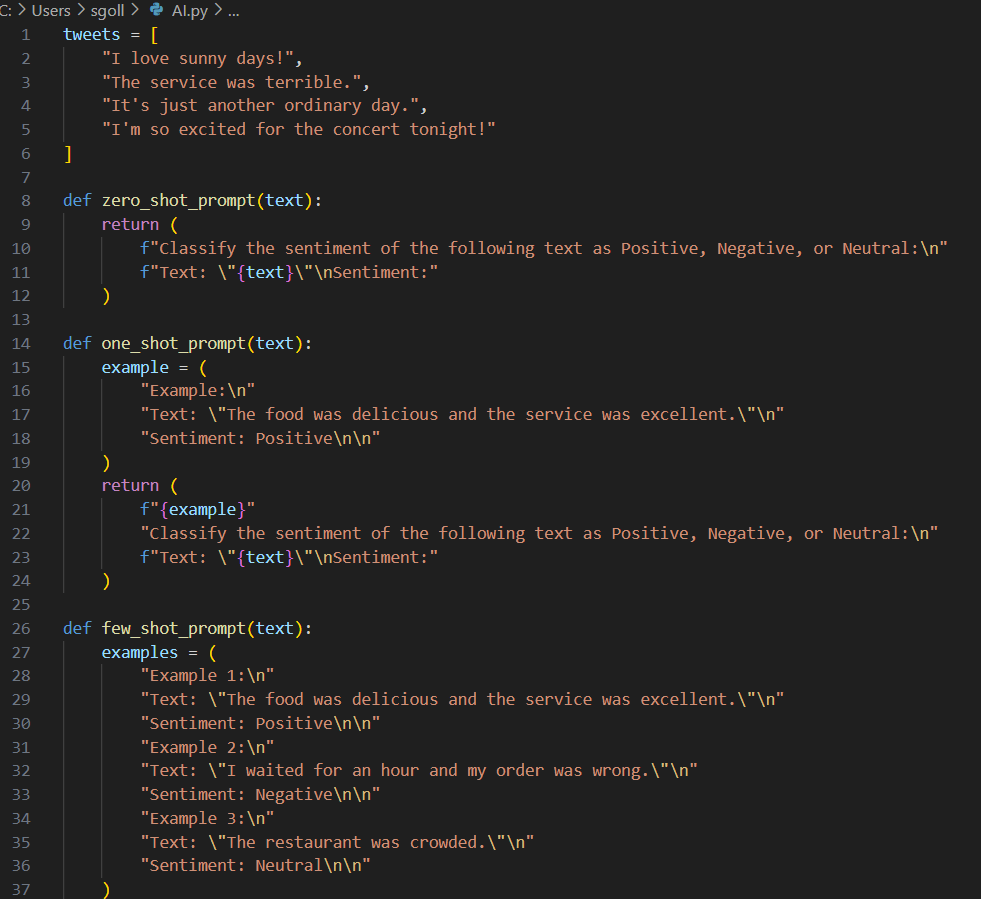 C: > Users > sgoll > AI.py > ...
1 tweets = [
2     "I love sunny days!",
3     "The service was terrible.",
4     "It's just another ordinary day.",
5     "I'm so excited for the concert tonight!"
6 ]
7
8 def zero_shot_prompt(text):
9     return (
10         f"Classify the sentiment of the following text as Positive, Negative, or Neutral:\n"
11         f"Text: \"{text}\"\nSentiment:"
12     )
13
14 def one_shot_prompt(text):
15     example = (
16         "Example:\n"
17         "Text: \"The food was delicious and the service was excellent.\"\n"
18         "Sentiment: Positive\n\n"
19     )
20     return (
21         f"{example}"
22         "Classify the sentiment of the following text as Positive, Negative, or Neutral:\n"
23         f"Text: \"{text}\"\nSentiment:"
24     )
25
26 def few_shot_prompt(text):
27     examples = (
28         "Example 1:\n"
29         "Text: \"The food was delicious and the service was excellent.\"\n"
30         "Sentiment: Positive\n\n"
31         "Example 2:\n"
32         "Text: \"I waited for an hour and my order was wrong.\"\n"
33         "Sentiment: Negative\n\n"
34         "Example 3:\n"
35         "Text: \"The restaurant was crowded.\"\n"
36         "Sentiment: Neutral\n\n"
37     )